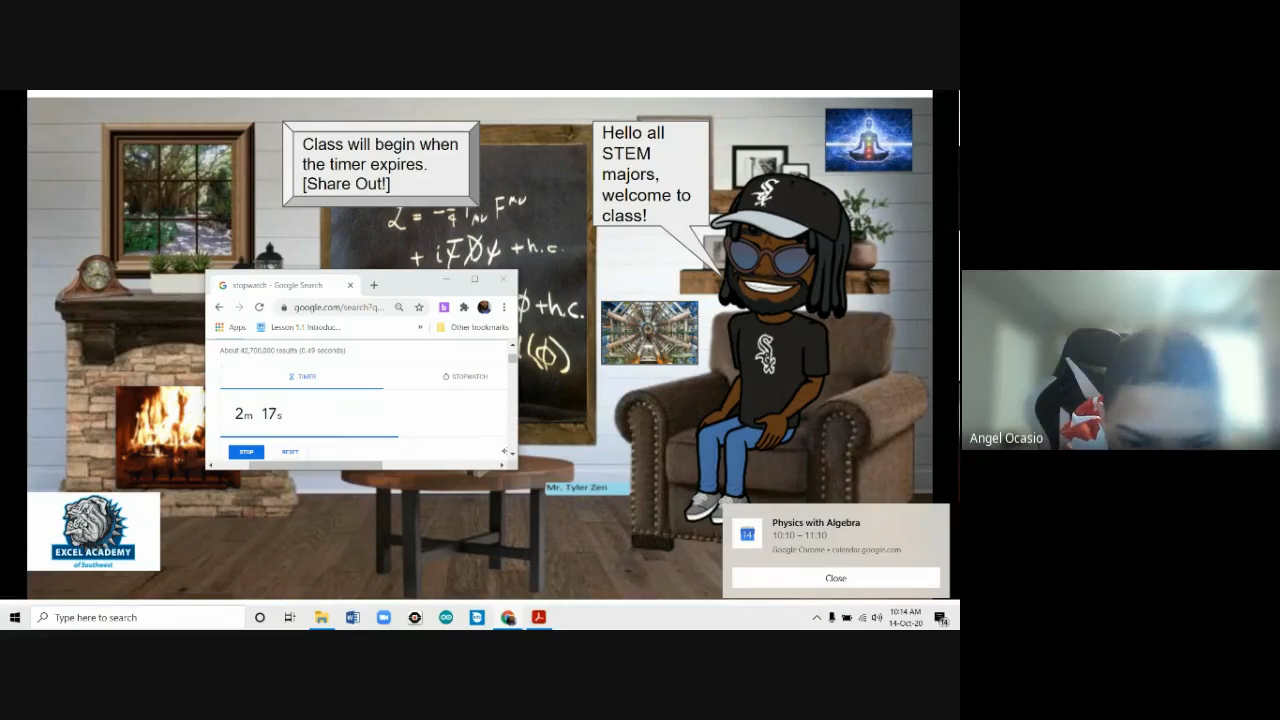 Class will begin when
the timer expires.
[Share Out!]
Hello all
STEM
majors,
welcome to
class!
+ h.c.
+h.c.
stopwatch - Google Search
google.com/search?q...
Apps
Lesson 1.1 Introduc...
»
Other bookmarks
About 42,700,000 results (0.49 seconds)
TIMER
STOPWATCH
2m 17s
STOP
RESET
Mr. Tyler Zen
EXCEL ACADEMY
of Southwest
14
Physics with Algebra
10:10 – 11:10
Google Chrome • calendar.google.com
Close
Angel Ocasio
Type here to search
10:14 AM
14-Oct-20